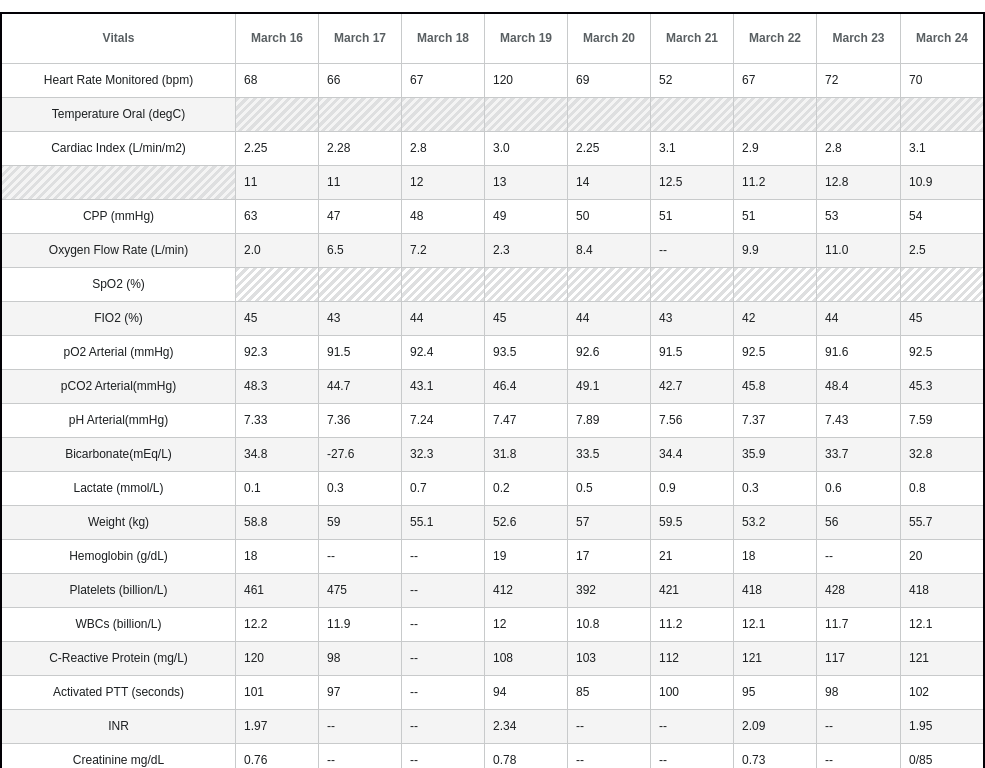 Vitals March 16 March 17 March 18 March 19 March 20 March 21 March 22 March 23 March 24
Heart Rate Monitored (bpm) 68 66 67 120 69 52 67 72 70
Temperature Oral (degC)
Cardiac Index (L/min/m2) 2.25 2.28 2.8 3.0 2.25 3.1 2.9 2.8 3.1
11 11 12 13 14 12.5 11.2 12.8 10.9
CPP (mmHg) 63 47 48 49 50 51 51 53 54
Oxygen Flow Rate (L/min) 2.0 6.5 7.2 2.3 8.4 -- 9.9 11.0 2.5
SpO2 (%)
FIO2 (%) 45 43 44 45 44 43 42 44 45
pO2 Arterial (mmHg) 92.3 91.5 92.4 93.5 92.6 91.5 92.5 91.6 92.5
pCO2 Arterial(mmHg) 48.3 44.7 43.1 46.4 49.1 42.7 45.8 48.4 45.3
pH Arterial(mmHg) 7.33 7.36 7.24 7.47 7.89 7.56 7.37 7.43 7.59
Bicarbonate(mEq/L) 34.8 -27.6 32.3 31.8 33.5 34.4 35.9 33.7 32.8
Lactate (mmol/L) 0.1 0.3 0.7 0.2 0.5 0.9 0.3 0.6 0.8
Weight (kg) 58.8 59 55.1 52.6 57 59.5 53.2 56 55.7
Hemoglobin (g/dL) 18 -- -- 19 17 21 18 -- 20
Platelets (billion/L) 461 475 -- 412 392 421 418 428 418
WBCs (billion/L) 12.2 11.9 -- 12 10.8 11.2 12.1 11.7 12.1
C-Reactive Protein (mg/L) 120 98 -- 108 103 112 121 117 121
Activated PTT (seconds) 101 97 -- 94 85 100 95 98 102
INR 1.97 -- -- 2.34 -- -- 2.09 -- 1.95
Creatinine mg/dL 0.76 -- -- 0.78 -- -- 0.73 -- 0/85